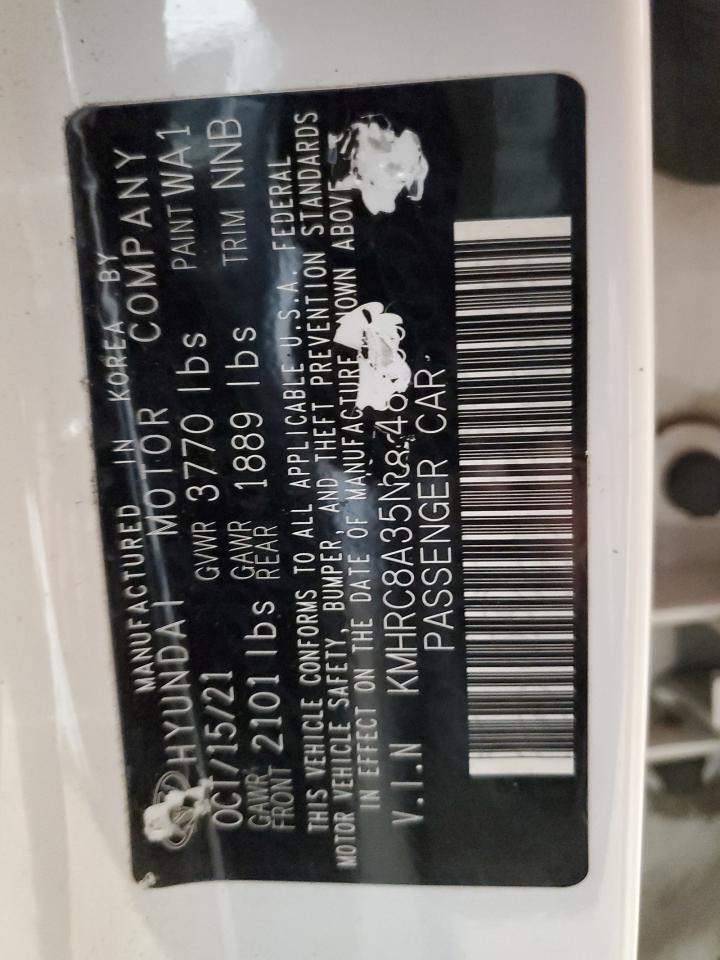 MANUFACTURED IN KOREA BY
HYUNDAI MOTOR COMPANY
OCT/15/21 GVWR 3770 lbs PAINT WA1
GAWR FRONT 2101 lbs GAWR REAR 1889 lbs TRIM NNB
THIS VEHICLE CONFORMS TO ALL APPLICABLE U.S.A. FEDERAL
MOTOR VEHICLE SAFETY, BUMPER, AND THEFT PREVENTION STANDARDS
IN EFFECT ON THE DATE OF MANUFACTURE ABOVE
V.I.N
PASSENGER CAR